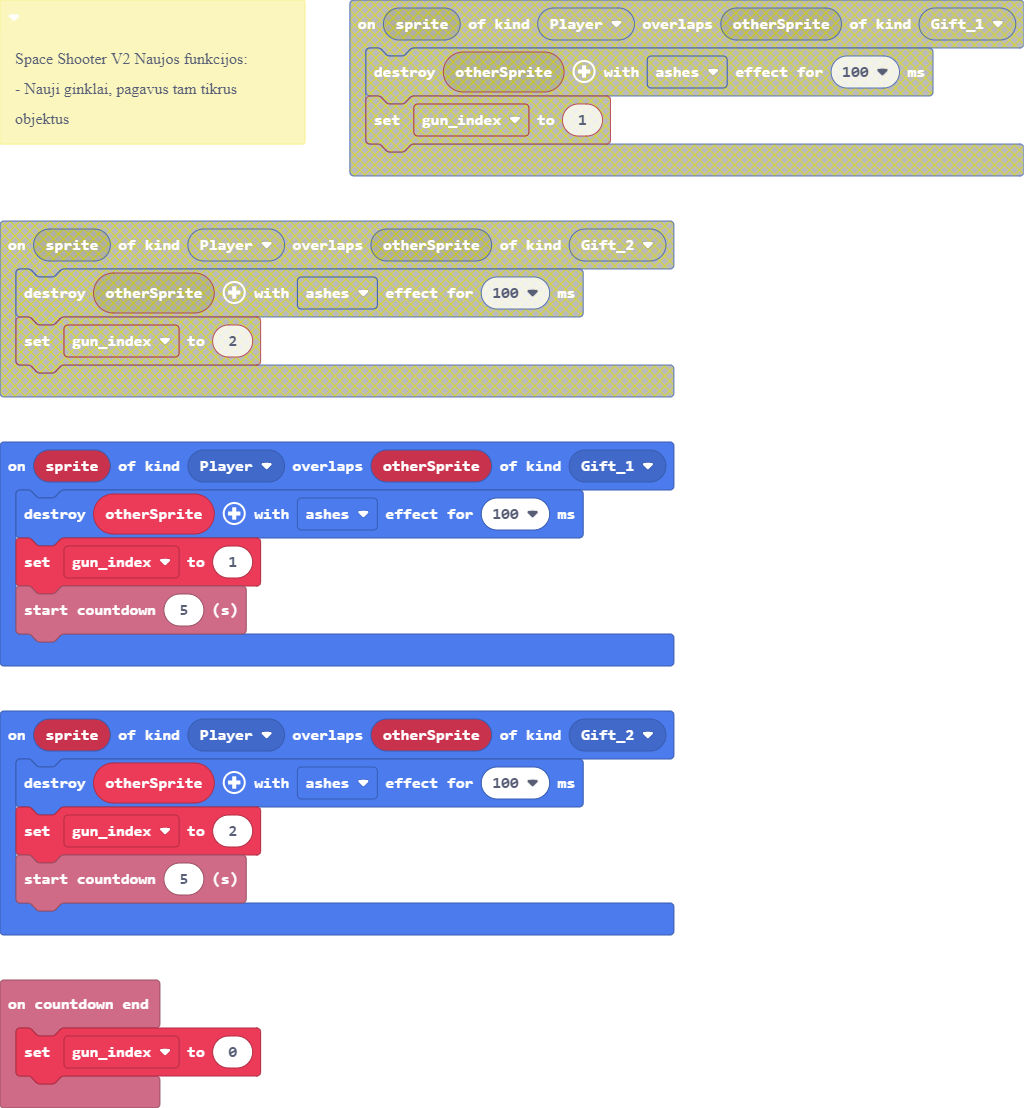 Space Shooter V2 Naujos funkcijos:
- Nauji ginklai, pagavus tam tikrus
objektus
on sprite of kind Player overlaps otherSprite of kind Gift_1
destroy otherSprite with ashes effect for 100 ms
set gun_index to 1
on sprite of kind Player overlaps otherSprite of kind Gift_2
destroy otherSprite with ashes effect for 100 ms
set gun_index to 2
on sprite of kind Player overlaps otherSprite of kind Gift_1
destroy otherSprite with ashes effect for 100 ms
set gun_index to 1
start countdown 5 (s)
on sprite of kind Player overlaps otherSprite of kind Gift_2
destroy otherSprite with ashes effect for 100 ms
set gun_index to 2
start countdown 5 (s)
on countdown end
set gun_index to 0